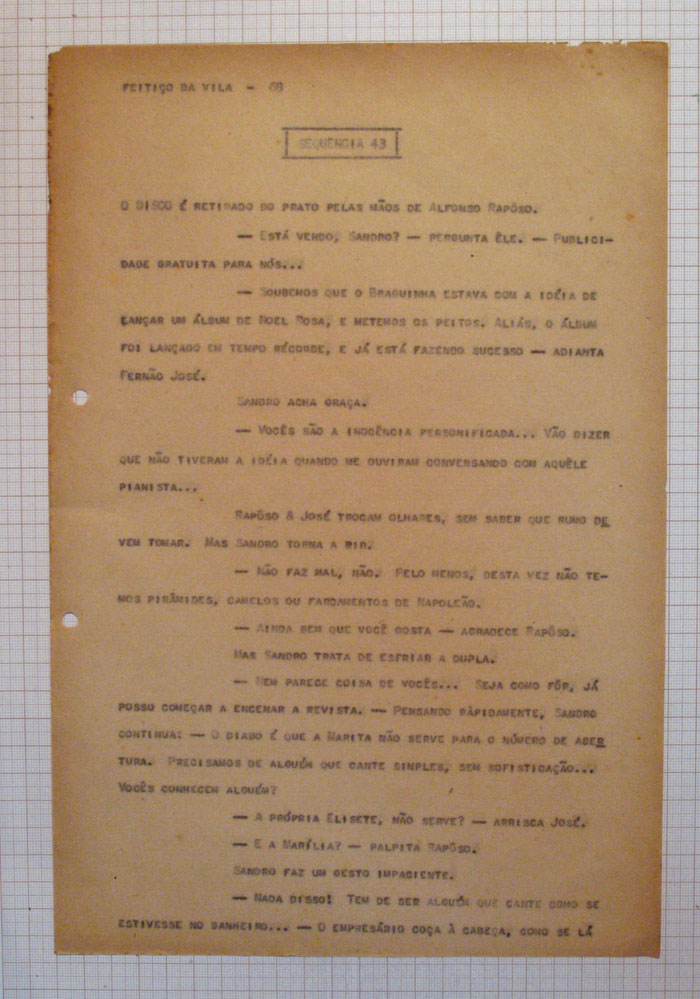 FEITIÇO DA VILA - 68
SEQUÊNCIA 43
O DISCO É RETIRADO DO PRATO PELAS MÃOS DE ALFONSO RAPÔSO.
— ESTÁ VENDO, SANDRO? — PERGUNTA ÊLE. — PUBLICI-
DADE GRATUITA PARA NÓS...
— SOUBEMOS QUE O BRAGUINHA ESTAVA COM A IDÉIA DE
LANÇAR UM ÁLBUM DE NOEL ROSA, E METEMOS OS PEITOS. ALIÁS, O ÁLBUM
FOI LANÇADO EM TEMPO RÉCORDE, E JÁ ESTÁ FAZENDO SUCESSO — ADIANTA
FERNÃO JOSÉ.
SANDRO ACHA GRAÇA.
— VOCÊS SÃO A INOCÊNCIA PERSONIFICADA... VÃO DIZER
QUE NÃO TIVERAM A IDÉIA QUANDO ME OUVIRAM CONVERSANDO COM AQUÊLE
PIANISTA...
RAPÔSO & JOSÉ TROCAM OLHARES, SEM SABER QUE RUMO DE
VEM TOMAR. MAS SANDRO TORNA A RIR.
— NÃO FAZ MAL, NÃO. PELO MENOS, DESTA VEZ NÃO TE-
MOS PIRÂMIDES, CAMELOS OU FARDAMENTOS DE NAPOLEÃO.
— AINDA BEM QUE VOCÊ GOSTA — AGRADECE RAPÔSO.
MAS SANDRO TRATA DE ESFRIAR A DUPLA.
— NEM PARECE COISA DE VOCÊS... SEJA COMO FÔR, JÁ
POSSO COMEÇAR A ENCENAR A REVISTA. — PENSANDO RÀPIDAMENTE, SANDRO
CONTINUA: — O DIABO É QUE A MARITA NÃO SERVE PARA O NÚMERO DE ABER
TURA. PRECISAMOS DE ALGUÉM QUE CANTE SIMPLES, SEM SOFISTICAÇÃO...
VOCÊS CONHECEM ALGUÉM?
— A PRÓPRIA ELISETE, NÃO SERVE? — ARRISCA JOSÉ.
— E A MARÍLIA? — PALPITA RAPÔSO.
SANDRO FAZ UM GESTO IMPACIENTE.
— NADA DISSO! TEM DE SER ALGUÉM QUE CANTE COMO SE
ESTIVESSE NO BANHEIRO... — O EMPRESÁRIO COÇA À CABEÇA, COMO SE LÁ